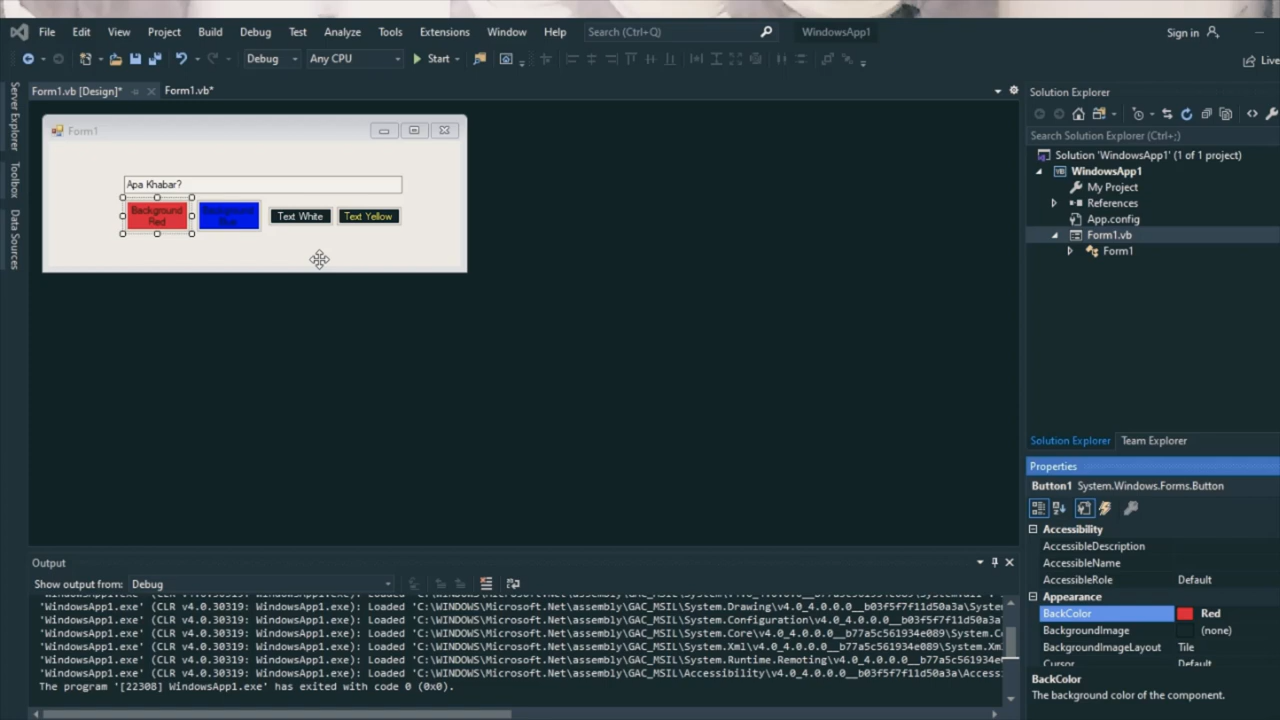 File Edit View Project Build Debug Test Analyze Tools Extensions Window Help Search (Ctrl+Q) WindowsApp1 Sign in
Debug Any CPU Start Live
Form1.vb [Design]* Form1.vb*
Server Explorer
Toolbox
Data Sources
Form1
Apa Khabar?
Background Red
Background Blue
Text White
Text Yellow
Solution Explorer
Search Solution Explorer (Ctrl+;)
Solution 'WindowsApp1' (1 of 1 project)
WindowsApp1
My Project
References
App.config
Form1.vb
Form1
Solution Explorer Team Explorer
Properties
Button1 System.Windows.Forms.Button
Accessibility
AccessibleDescription
AccessibleName
AccessibleRole Default
Appearance
BackColor Red
BackgroundImage (none)
BackgroundImageLayout Tile
Cursor Default
BackColor
The background color of the component.
Output
Show output from: Debug
'WindowsApp1.exe' (CLR v4.0.30319: WindowsApp1.exe): Loaded 'C:\WINDOWS\Microsoft.Net\assembly\GAC_MSIL\System.Drawing\v4.0_4.0.0.0__b03f5f7f11d50a3a\System
'WindowsApp1.exe' (CLR v4.0.30319: WindowsApp1.exe): Loaded 'C:\WINDOWS\Microsoft.Net\assembly\GAC_MSIL\System.Configuration\v4.0_4.0.0.0__b03f5f7f11d50a3a\
'WindowsApp1.exe' (CLR v4.0.30319: WindowsApp1.exe): Loaded 'C:\WINDOWS\Microsoft.Net\assembly\GAC_MSIL\System.Core\v4.0_4.0.0.0__b77a5c561934e089\System.Co
'WindowsApp1.exe' (CLR v4.0.30319: WindowsApp1.exe): Loaded 'C:\WINDOWS\Microsoft.Net\assembly\GAC_MSIL\System.Xml\v4.0_4.0.0.0__b77a5c561934e089\System.Xml
'WindowsApp1.exe' (CLR v4.0.30319: WindowsApp1.exe): Loaded 'C:\WINDOWS\Microsoft.Net\assembly\GAC_MSIL\System.Runtime.Remoting\v4.0_4.0.0.0__b77a5c561934e0
'WindowsApp1.exe' (CLR v4.0.30319: WindowsApp1.exe): Loaded 'C:\WINDOWS\Microsoft.Net\assembly\GAC_MSIL\Accessibility\v4.0_4.0.0.0__b03f5f7f11d50a3a\Access
The program '[22308] WindowsApp1.exe' has exited with code 0 (0x0).